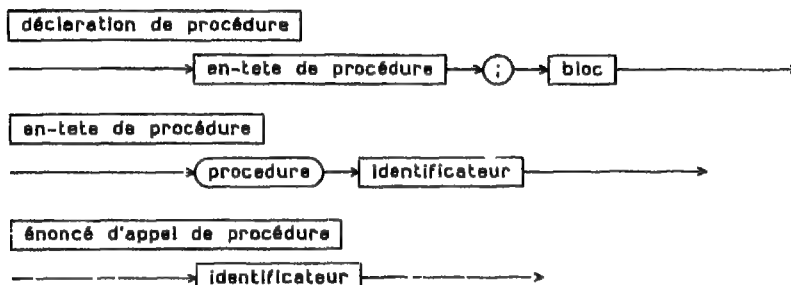 déclaration de procédure
en-tete de procédure ; bloc
en-tete de procédure
procedure identificateur
énoncé d'appel de procédure
identificateur